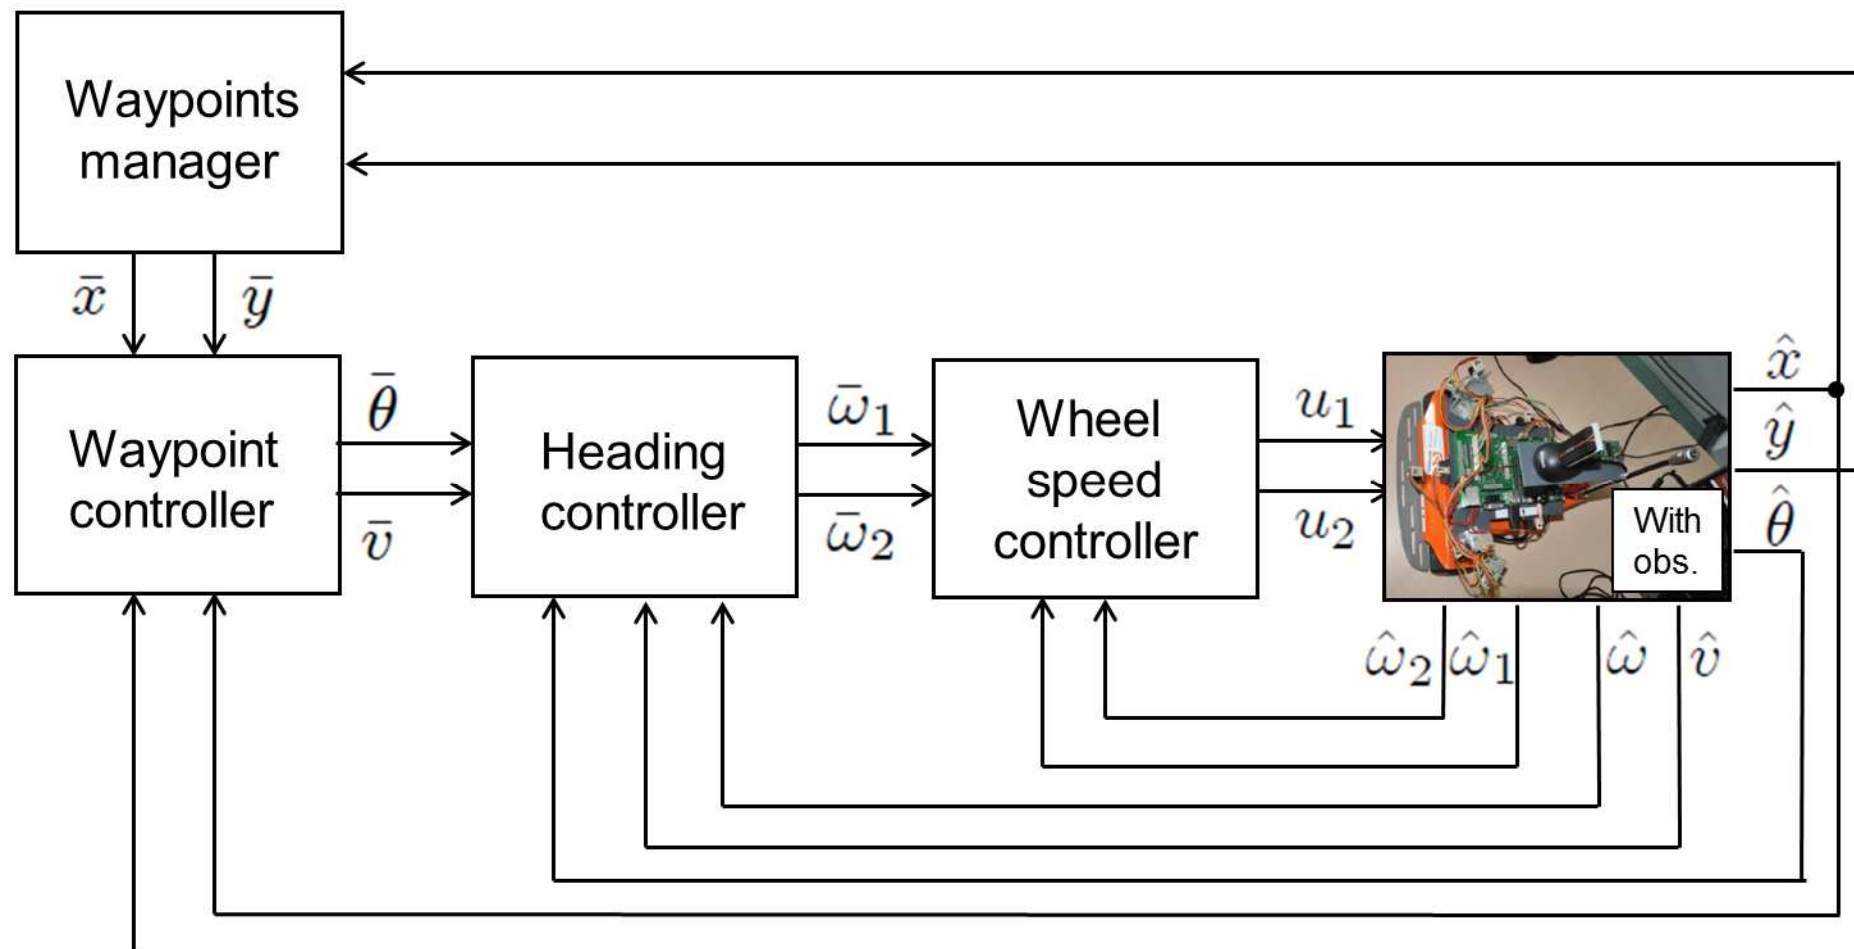 Waypoints
manager
x̄
ȳ
Waypoint
controller
θ̄
v̄
Heading
controller
ω̄₁
ω̄₂
Wheel
speed
controller
u₁
u₂
With
obs.
x̂
ŷ
θ̂
ω̂₂
ω̂₁
ω̂
v̂